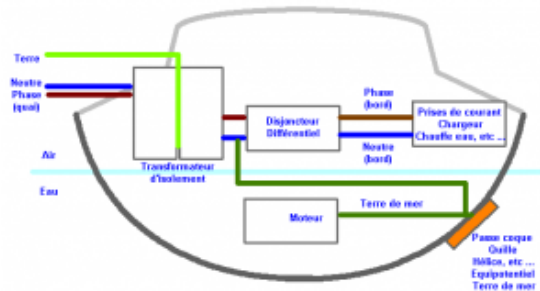 Terre
Neutre
Phase
(quai)
Phase
(bord)
Disjoncteur
Différentiel
Prises de courant
Chargeur
Chauffe eau, etc ...
Neutre
(bord)
Air
Transformateur
d'isolement
Eau
Terre de mer
Moteur
Passe coque
Quille
Hélice, etc ...
Equipotentiel
Terre de mer